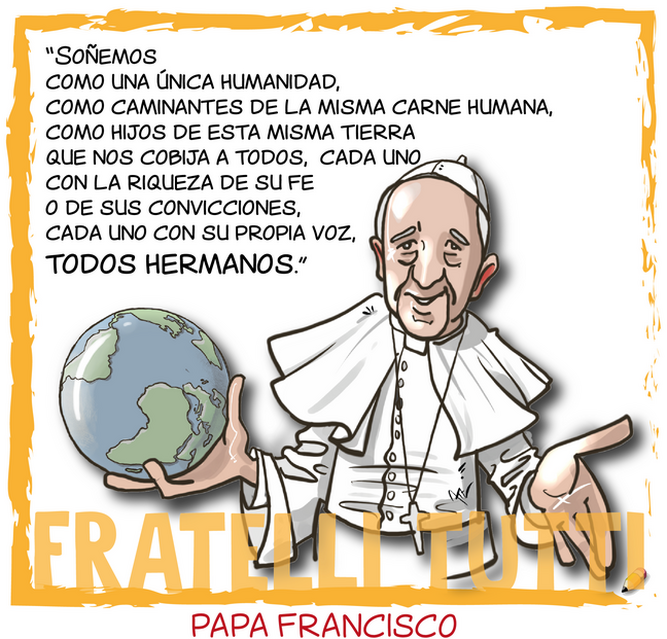 "SOÑEMOS
COMO UNA ÚNICA HUMANIDAD,
COMO CAMINANTES DE LA MISMA CARNE HUMANA,
COMO HIJOS DE ESTA MISMA TIERRA
QUE NOS COBIJA A TODOS, CADA UNO
CON LA RIQUEZA DE SU FE
O DE SUS CONVICCIONES,
CADA UNO CON SU PROPIA VOZ,
TODOS HERMANOS."
FRATELLI TUTTI
PAPA FRANCISCO